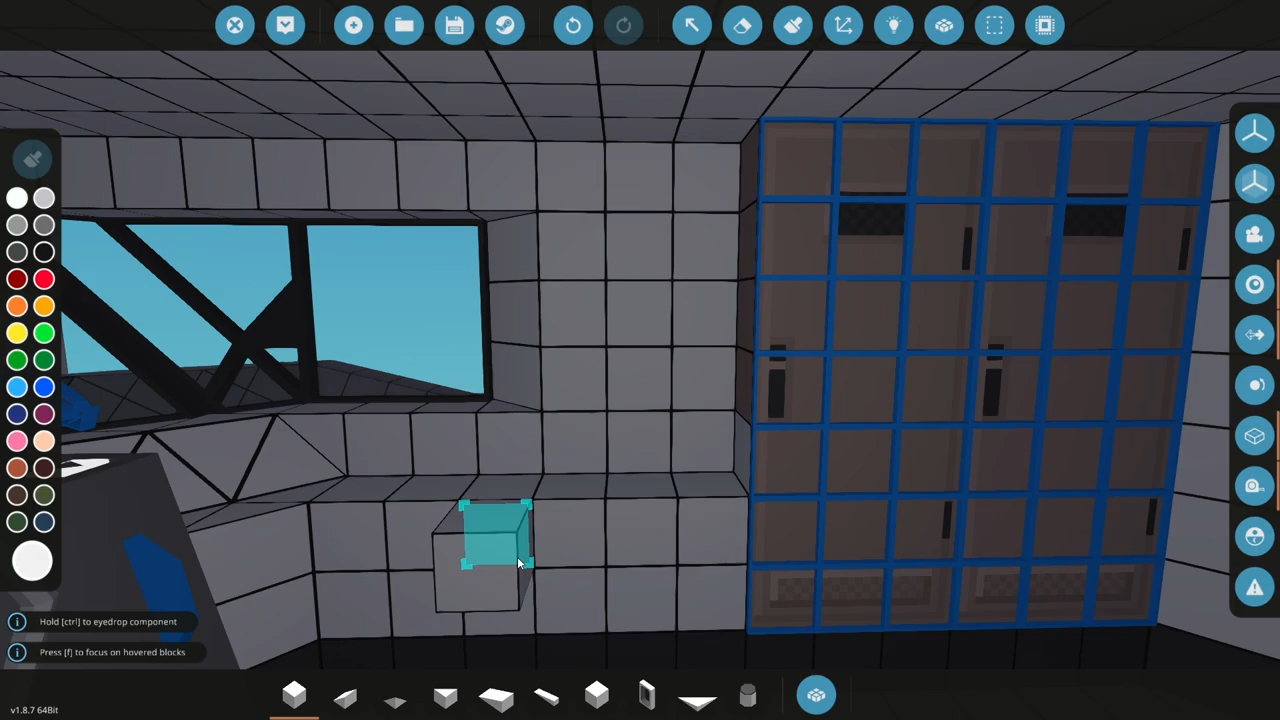 Hold [ctrl] to eyedrop component
Press [f] to focus on hovered blocks
v1.8.7 64Bit